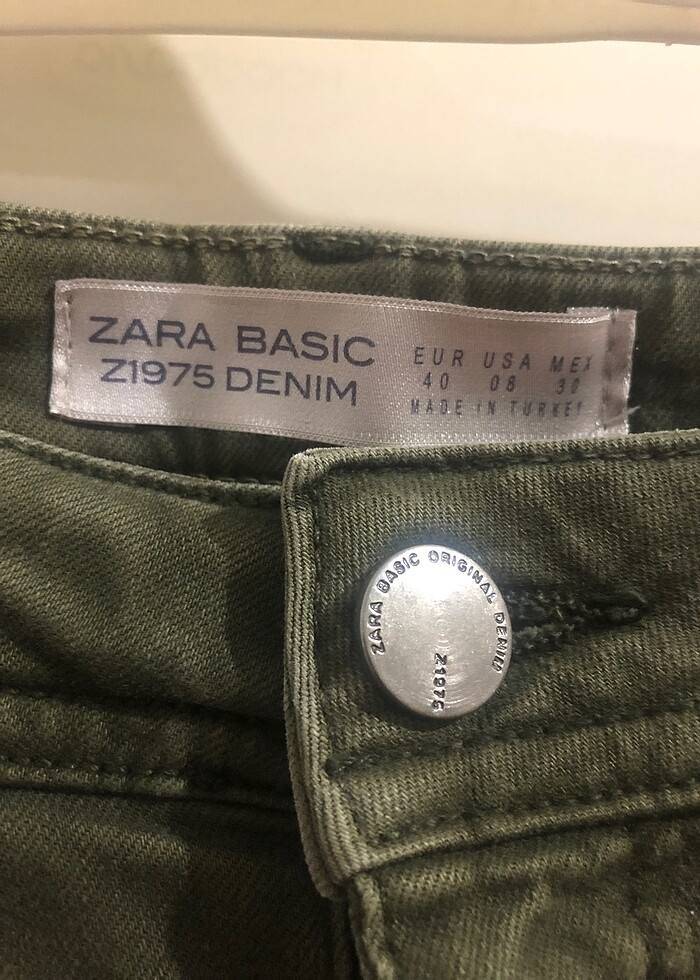 ZARA BASIC
Z1975 DENIM
EUR USA MEX
40 08 30
MADE IN TURKEY
ZARA BASIC ORIGINAL DENIM
Z1975